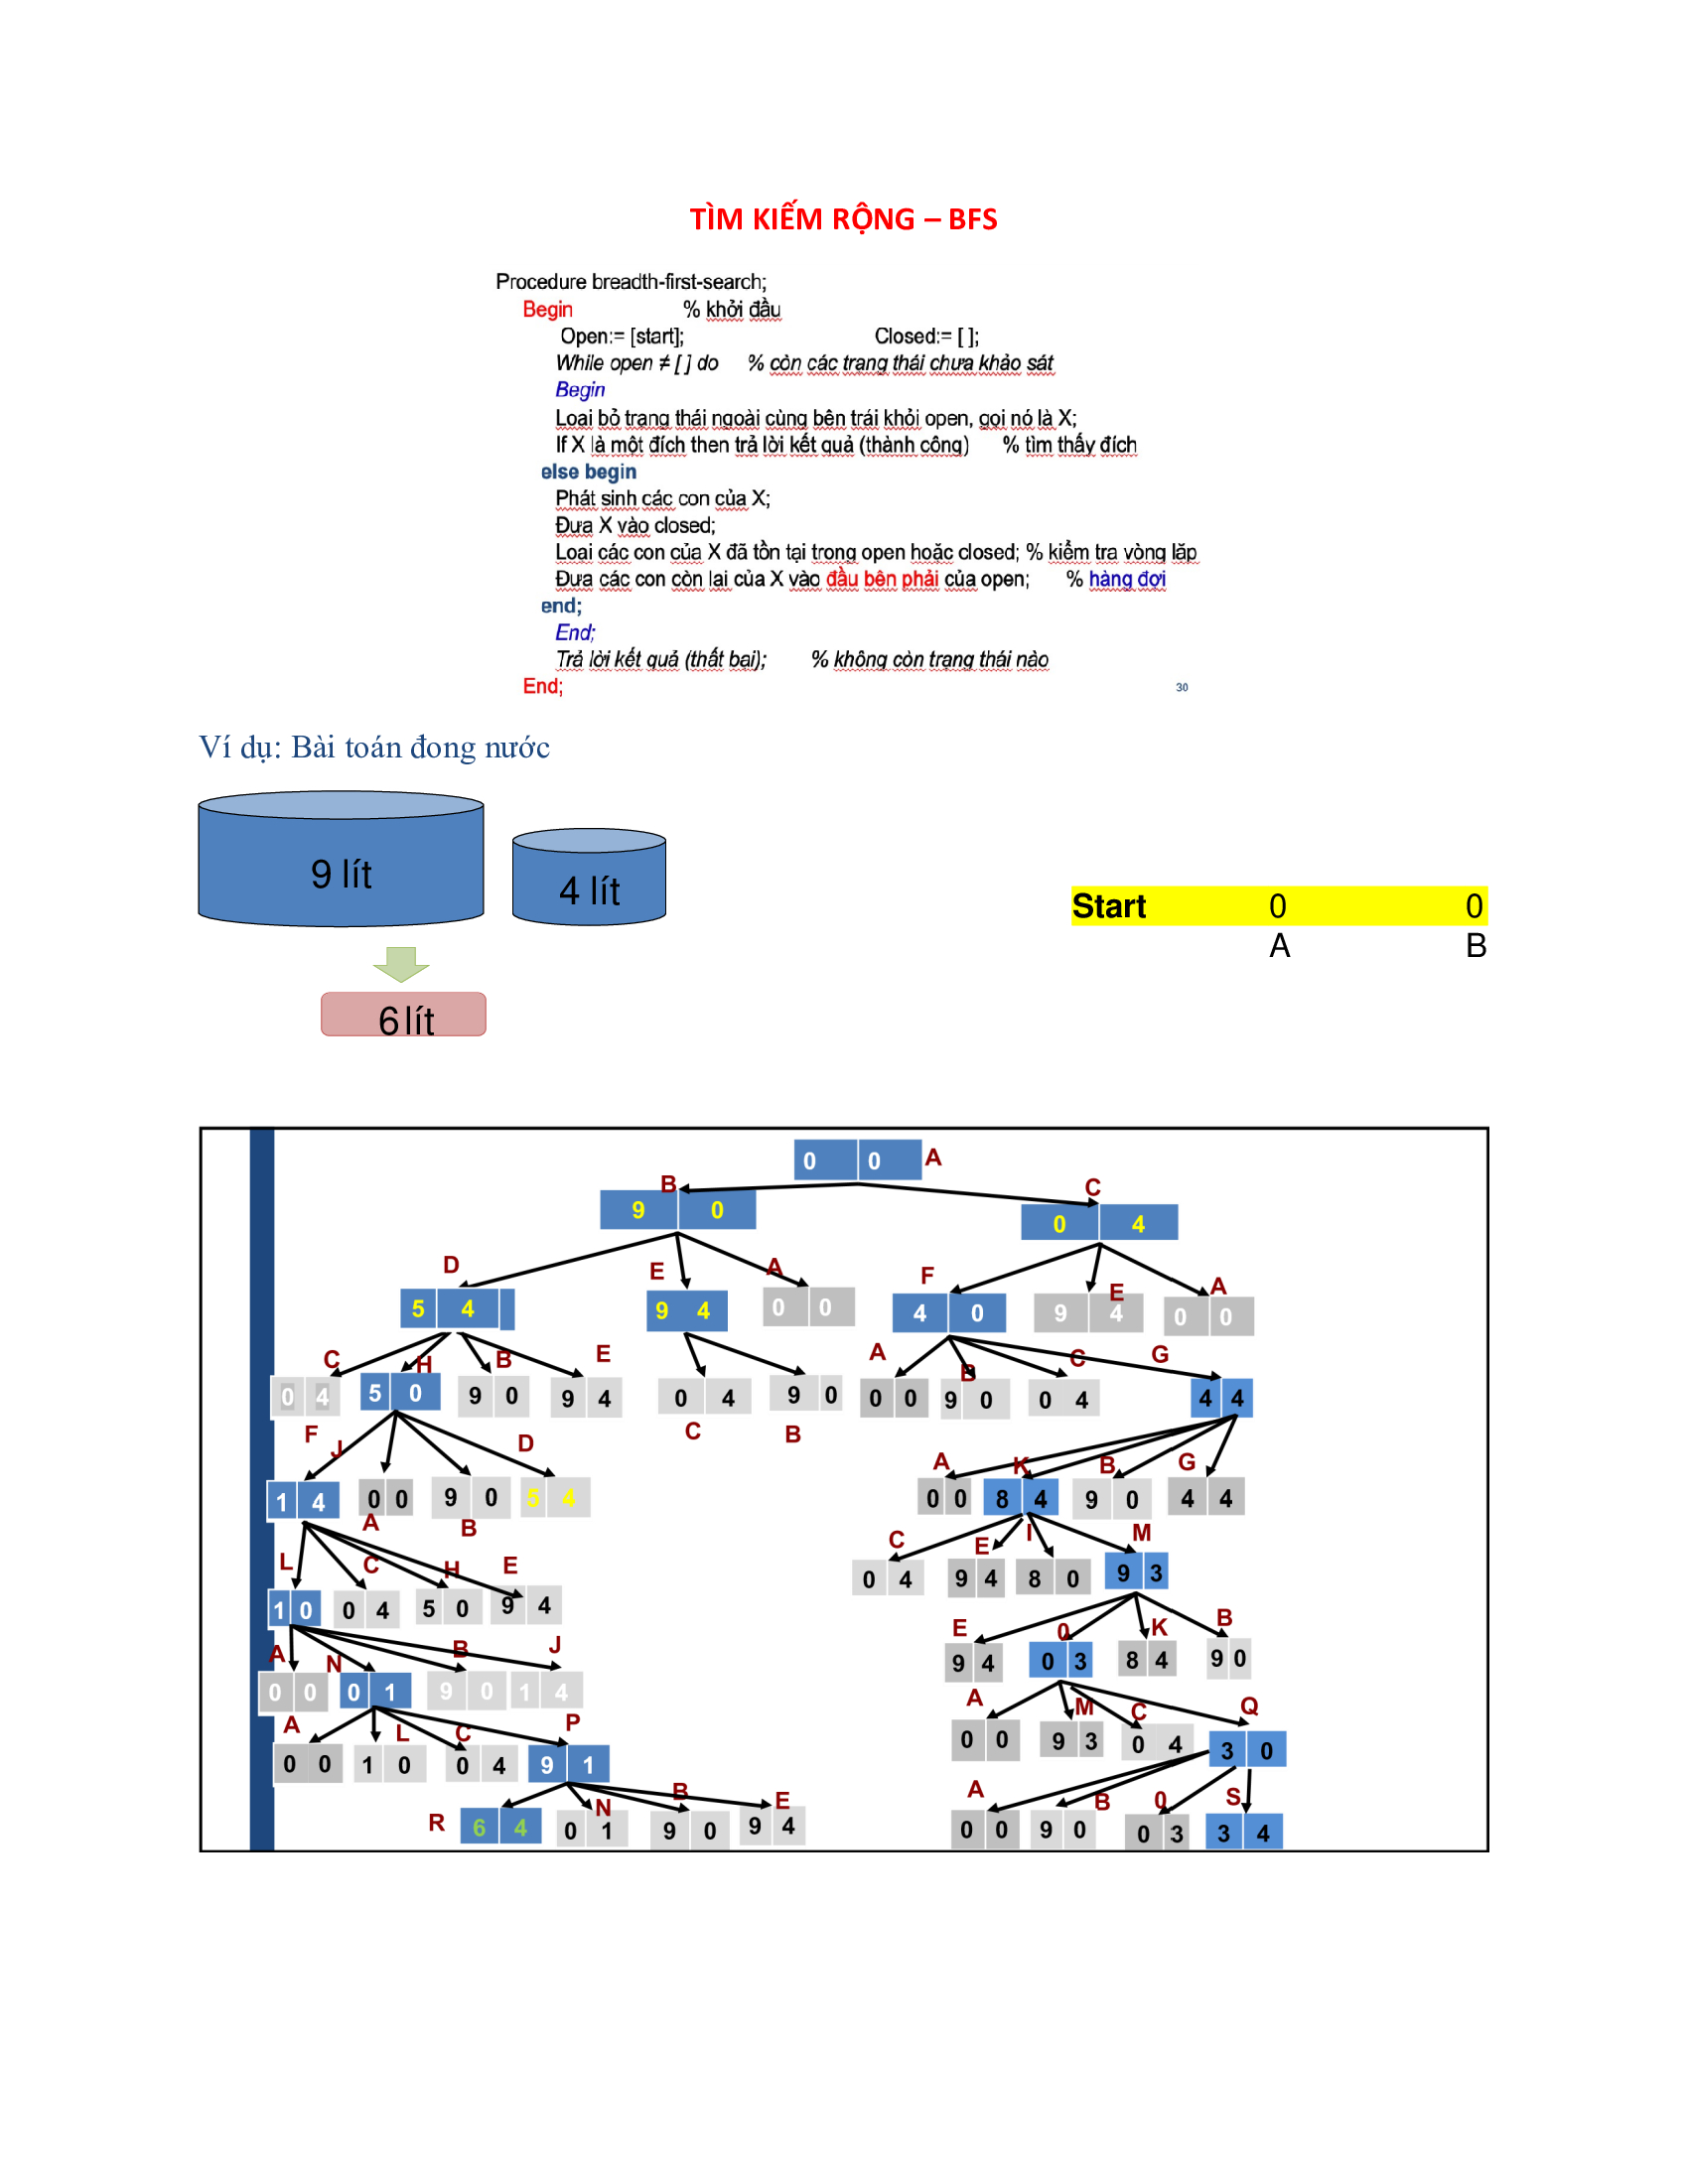 TÌM KIẾM RỘNG – BFS
Procedure breadth-first-search;
Begin % khởi đầu
Open:= [start]; Closed:= [ ];
While open ≠ [ ] do % còn các trạng thái chưa khảo sát
Begin
Loại bỏ trạng thái ngoài cùng bên trái khỏi open, gọi nó là X;
If X là một đích then trả lời kết quả (thành công) % tìm thấy đích
else begin
Phát sinh các con của X;
Đưa X vào closed;
Loại các con của X đã tồn tại trong open hoặc closed; % kiểm tra vòng lặp
Đưa các con còn lại của X vào đầu bên phải của open; % hàng đợi
end;
End;
Trả lời kết quả (thất bại); % không còn trạng thái nào
End; 30
Ví dụ: Bài toán đong nước
9 lít
4 lít
Start 0 0
A B
6 lít
0 0 A
B C
9 0 0 4
D E A F E A
5 4 9 4 0 0 4 0 9 4 0 0
C H B E A B C G
0 4 5 0 9 0 9 4 0 4 9 0 0 0 9 0 0 4 4 4
C B
F J D A K B G
1 4 0 0 9 0 5 4 0 0 8 4 9 0 4 4
A B
L C H E C E I M
1 0 0 4 5 0 9 4 0 4 9 4 8 0 9 3
A N B J E 0 K B
0 0 0 1 9 0 1 4 9 4 0 3 8 4 9 0
A L C P A M C Q
0 0 1 0 0 4 9 1 0 0 9 3 0 4 3 0
R N B E A B 0 S
6 4 0 1 9 0 9 4 0 0 9 0 0 3 3 4